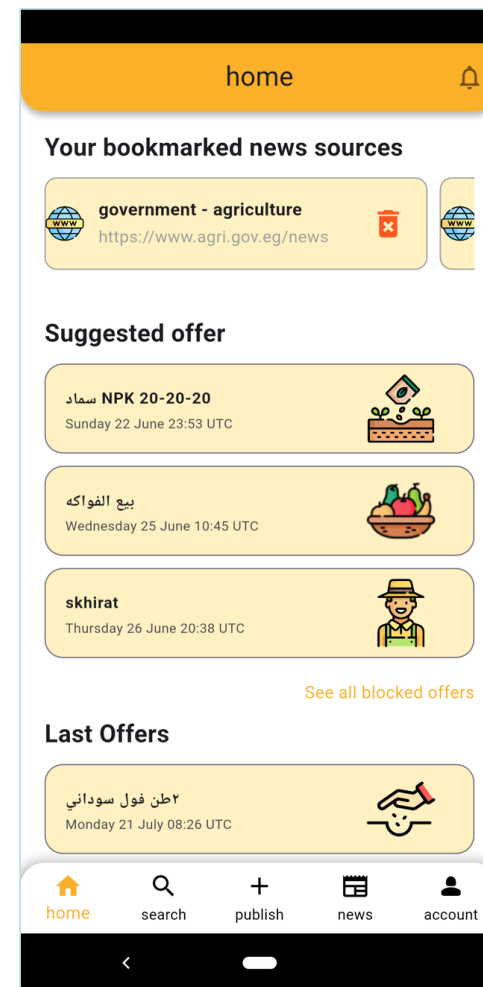 home
Your bookmarked news sources
WWW
government - agriculture
https://www.agri.gov.eg/news
WWW
Suggested offer
سماد NPK 20-20-20
Sunday 22 June 23:53 UTC
بيع الفواكه
Wednesday 25 June 10:45 UTC
skhirat
Thursday 26 June 20:38 UTC
See all blocked offers
Last Offers
٢طن فول سوداني
Monday 21 July 08:26 UTC
home
search
publish
news
account